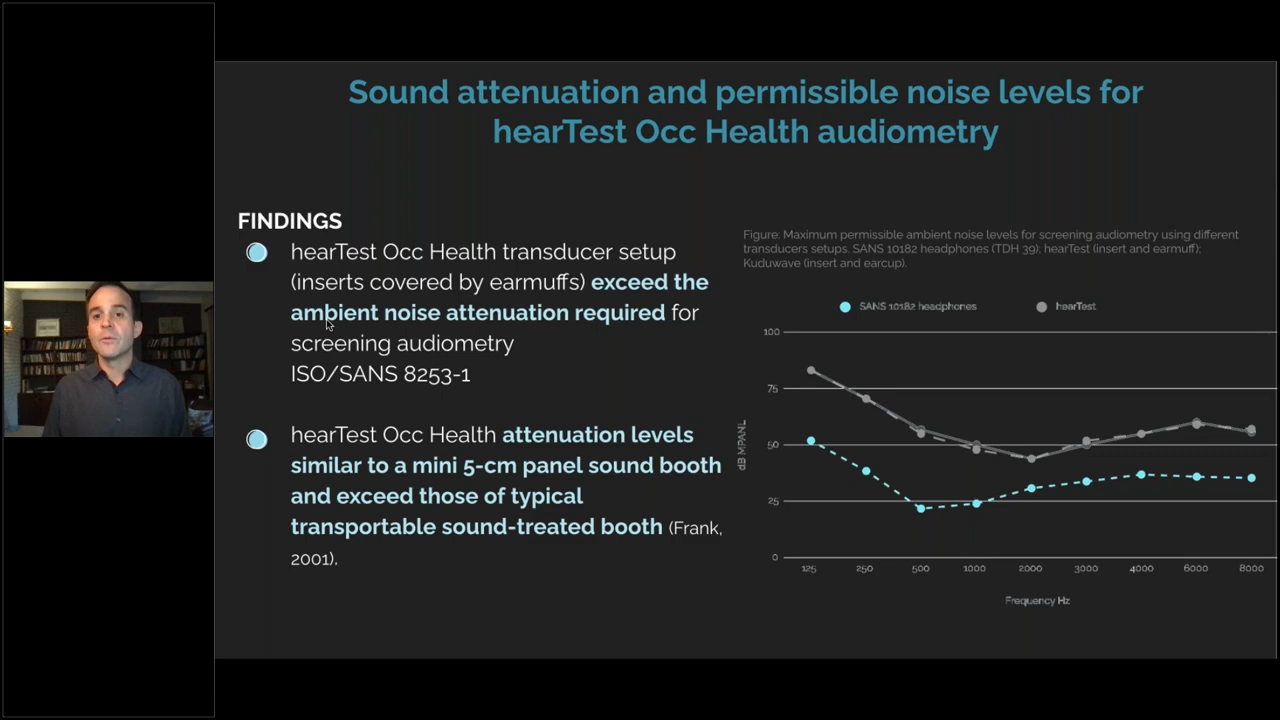 Sound attenuation and permissible noise levels for
hearTest Occ Health audiometry
FINDINGS
hearTest Occ Health transducer setup
(inserts covered by earmuffs) exceed the
ambient noise attenuation required for
screening audiometry
ISO/SANS 8253-1
hearTest Occ Health attenuation levels
similar to a mini 5-cm panel sound booth
and exceed those of typical
transportable sound-treated booth (Frank,
2001).
Figure: Maximum permissible ambient noise levels for screening audiometry using different
transducers setups. SANS 10182 headphones (TDH 39); hearTest (insert and earmuff);
Kuduwave (insert and earcup).
SANS 10182 headphones
hearTest
100
75
50
25
0
dB MPANL
125 250 500 1000 2000 3000 4000 6000 8000
Frequency Hz